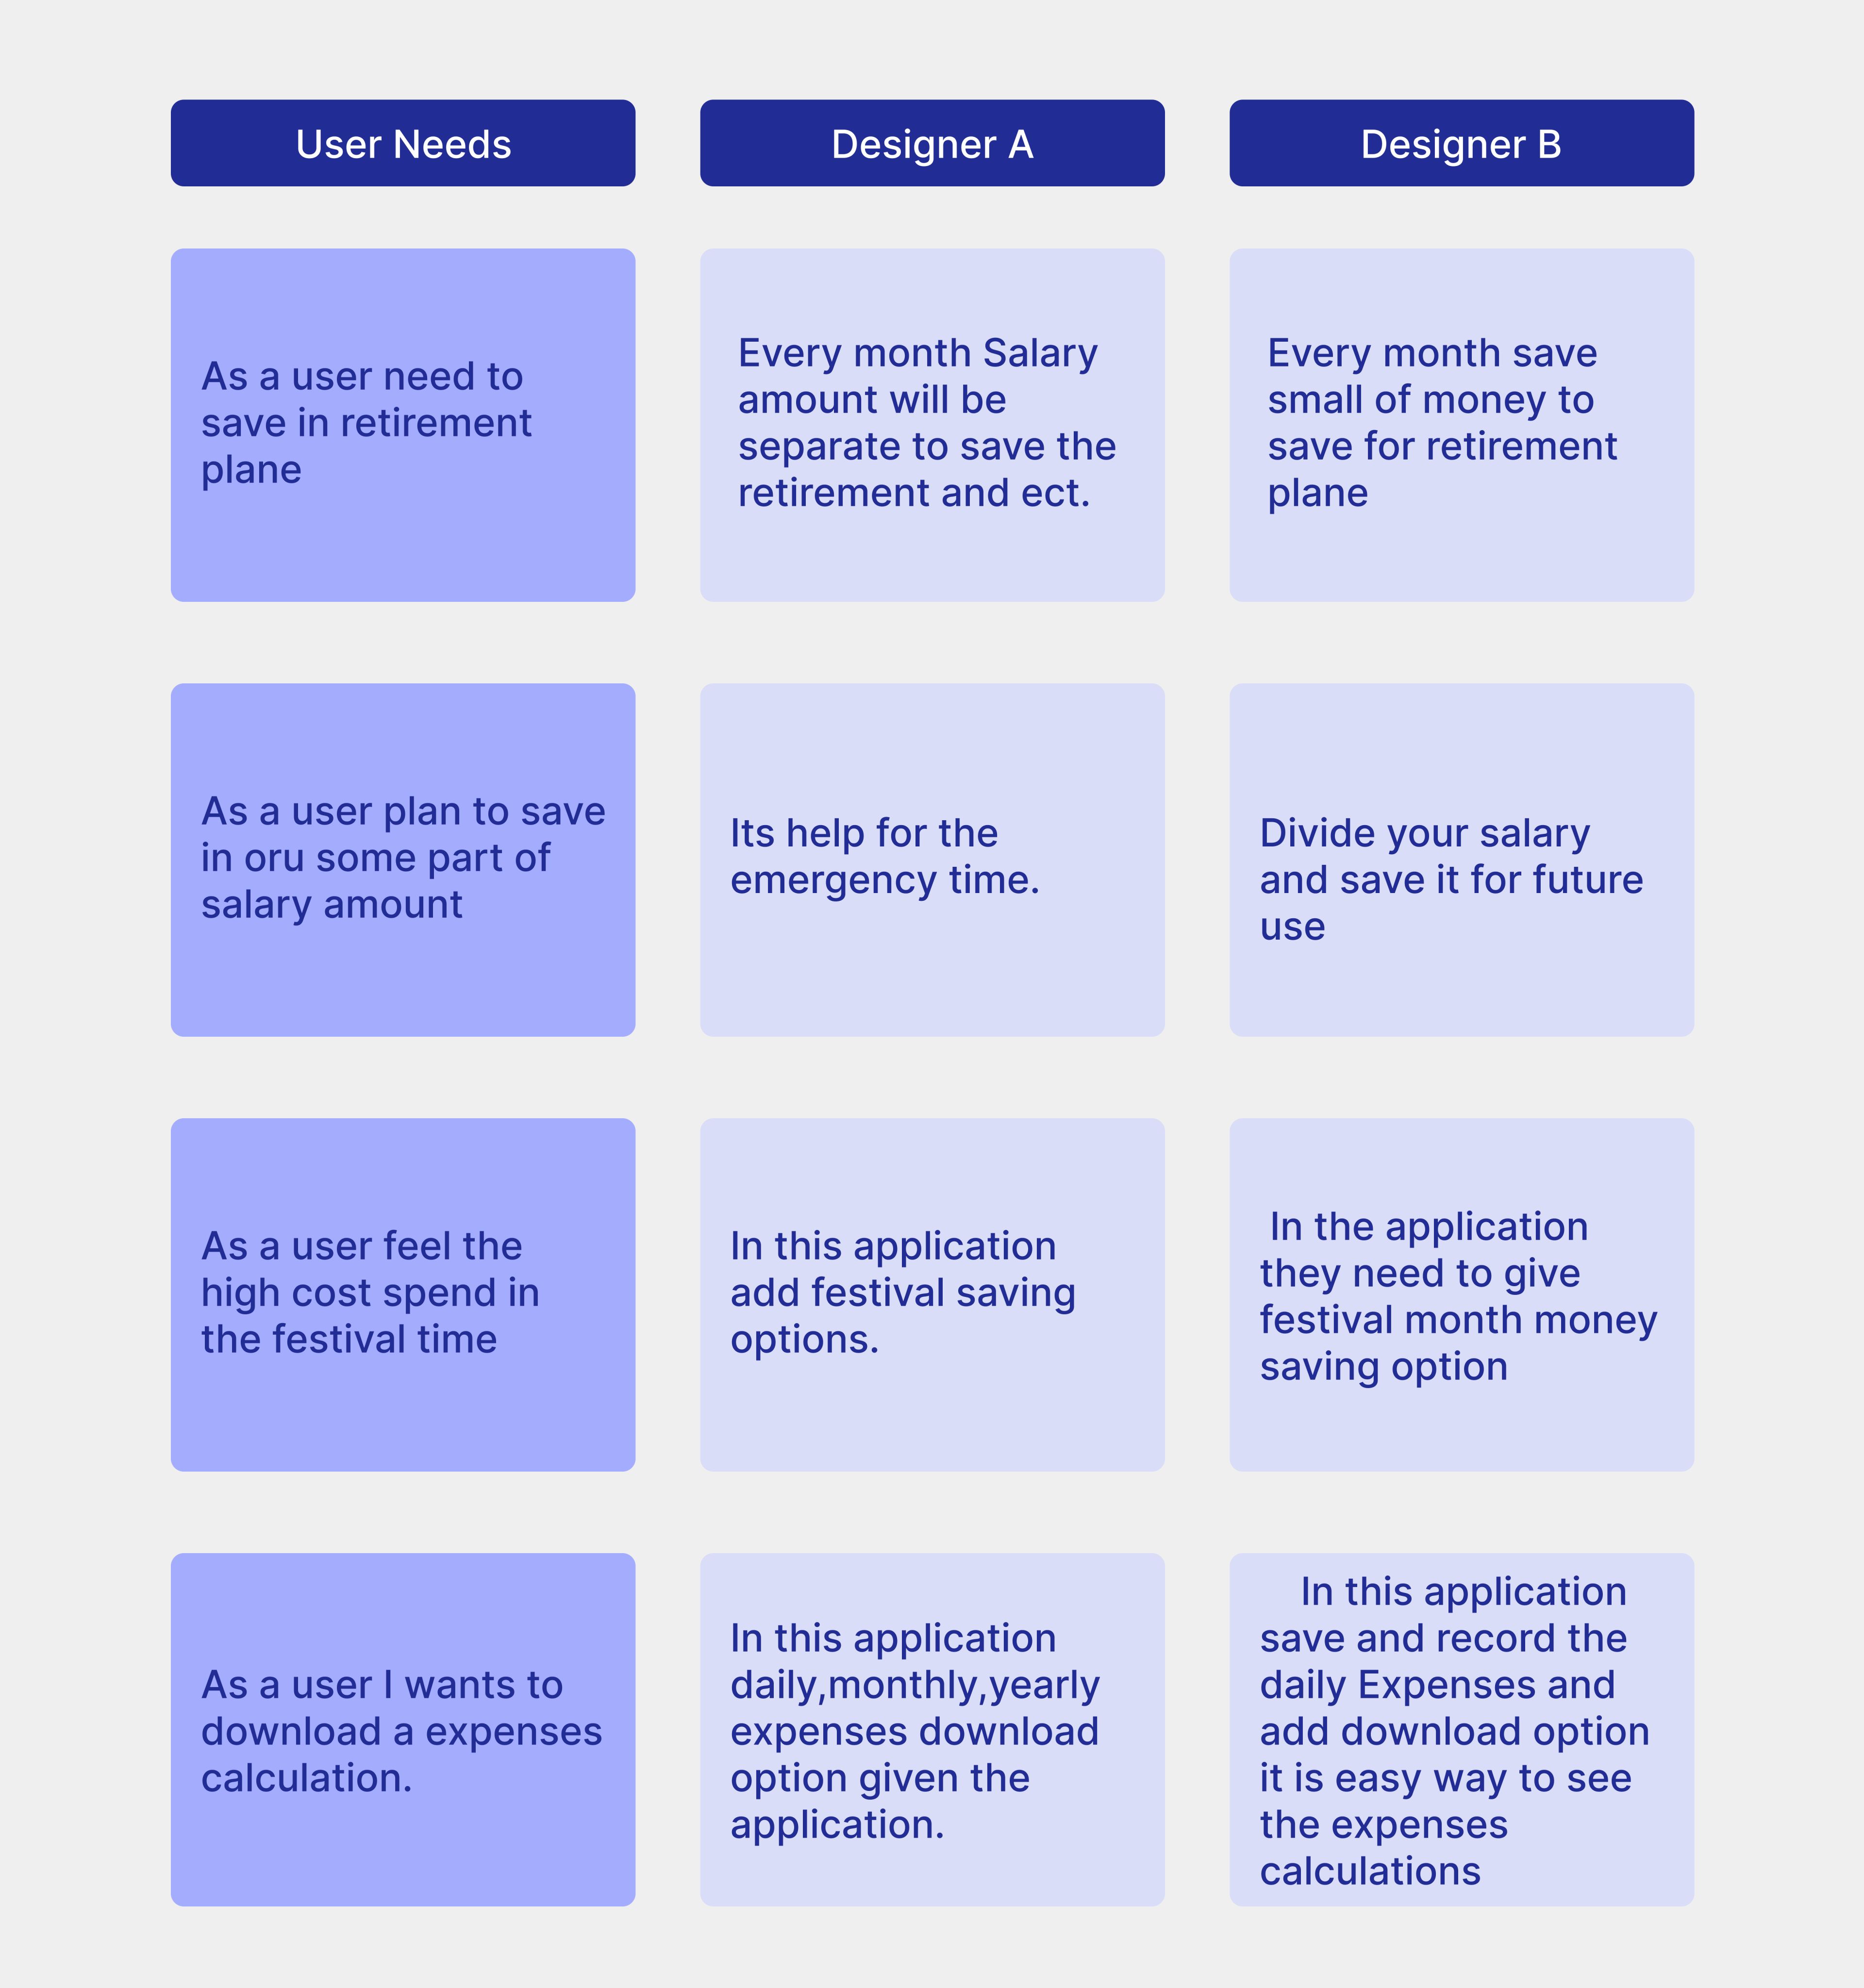 User Needs
Designer A
Designer B
As a user need to
save in retirement
plane
Every month Salary
amount will be
separate to save the
retirement and ect.
Every month save
small of money to
save for retirement
plane
As a user plan to save
in oru some part of
salary amount
Its help for the
emergency time.
Divide your salary
and save it for future
use
As a user feel the
high cost spend in
the festival time
In this application
add festival saving
options.
In the application
they need to give
festival month money
saving option
As a user I wants to
download a expenses
calculation.
In this application
daily,monthly,yearly
expenses download
option given the
application.
In this application
save and record the
daily Expenses and
add download option
it is easy way to see
the expenses
calculations